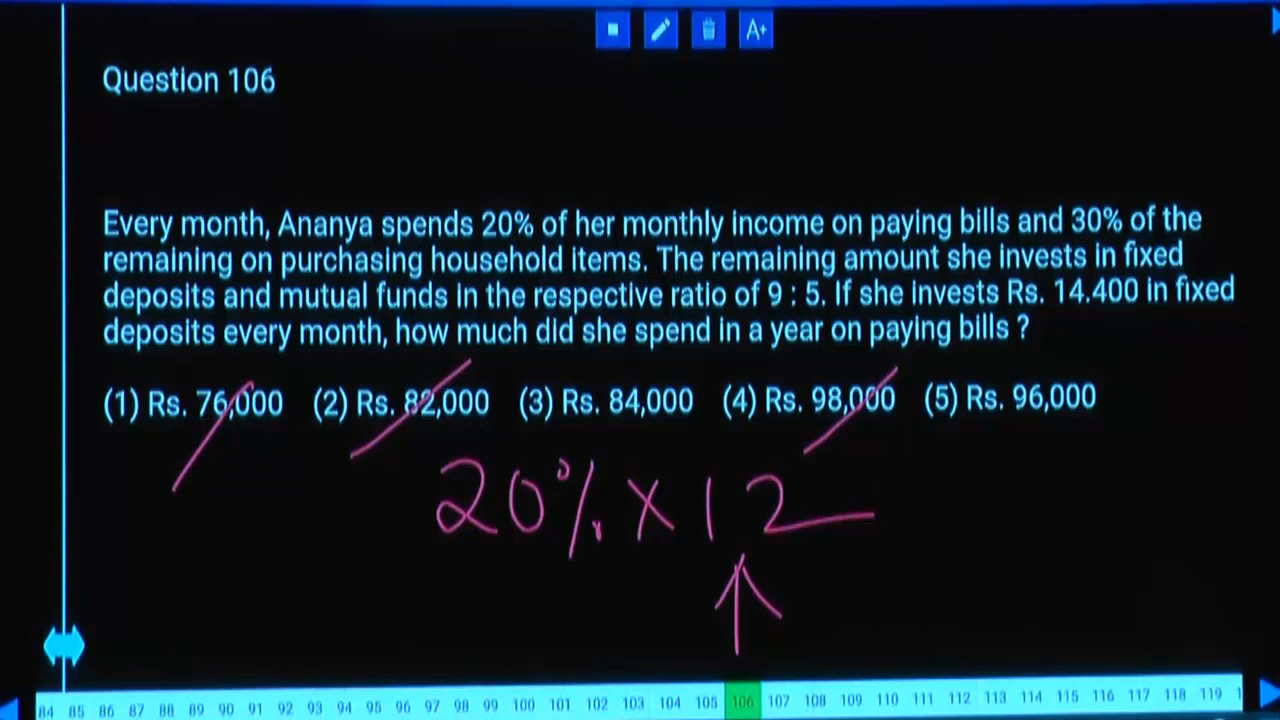 A+
Question 106
Every month, Ananya spends 20% of her monthly income on paying bills and 30% of the
remaining on purchasing household items. The remaining amount she invests in fixed
deposits and mutual funds in the respective ratio of 9 : 5. If she invests Rs. 14.400 in fixed
deposits every month, how much did she spend in a year on paying bills ?
(1) Rs. 76,000 (2) Rs. 82,000 (3) Rs. 84,000 (4) Rs. 98,000 (5) Rs. 96,000
20% × 12
84 85 86 87 88 89 90 91 92 93 94 95 96 97 98 99 100 101 102 103 104 105 106 107 108 109 110 111 112 113 114 115 116 117 118 119 1